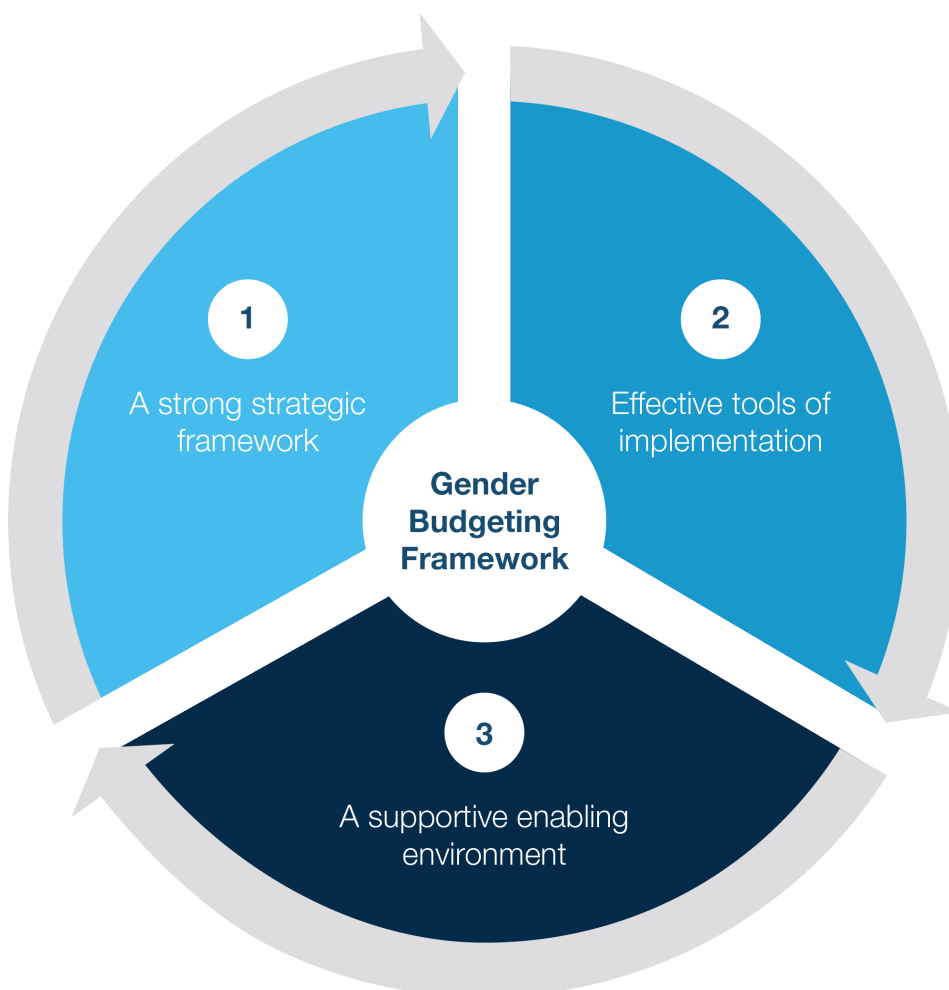 1
A strong strategic
framework
2
Effective tools of
implementation
Gender
Budgeting
Framework
3
A supportive enabling
environment